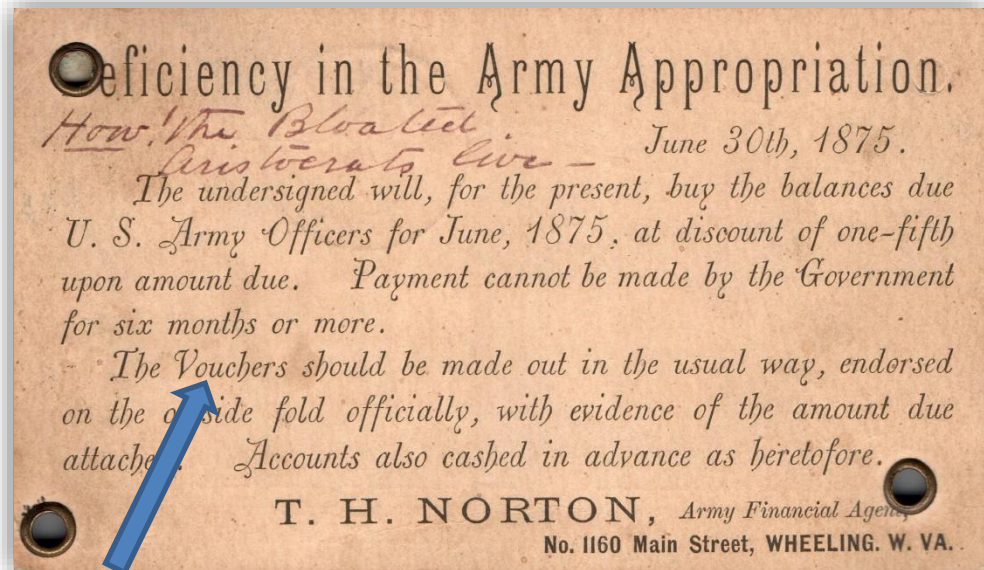 eficiency in the Army Appropriation.
How! The Bloated
aristocrats live –
June 30th, 1875.
The undersigned will, for the present, buy the balances due
U. S. Army Officers for June, 1875, at discount of one-fifth
upon amount due. Payment cannot be made by the Government
for six months or more.
The Vouchers should be made out in the usual way, endorsed
on the o side fold officially, with evidence of the amount due
attache . Accounts also cashed in advance as heretofore.
T. H. NORTON, Army Financial Agen
No. 1160 Main Street, WHEELING. W. VA.